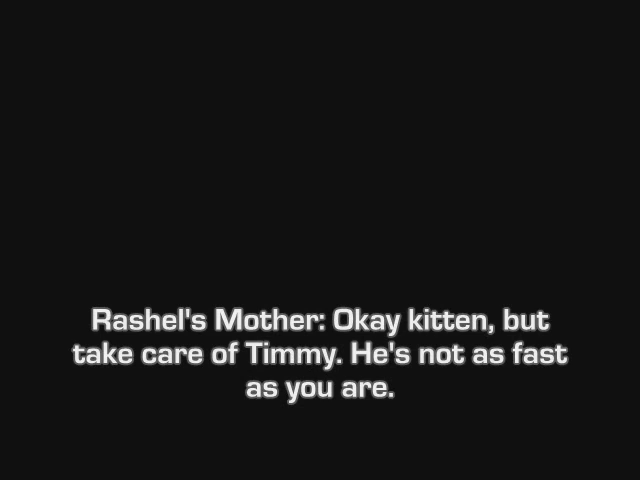 Rashel's Mother: Okay kitten, but
take care of Timmy. He's not as fast
as you are.